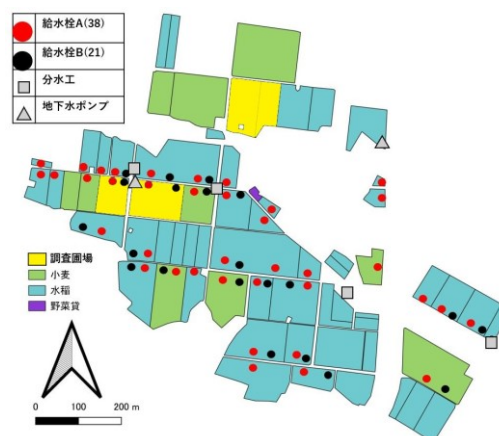 給水栓A(38)
給水栓B(21)
分水工
地下水ポンプ
調査圃場
小麦
水稲
野菜貸
0 100 200 m